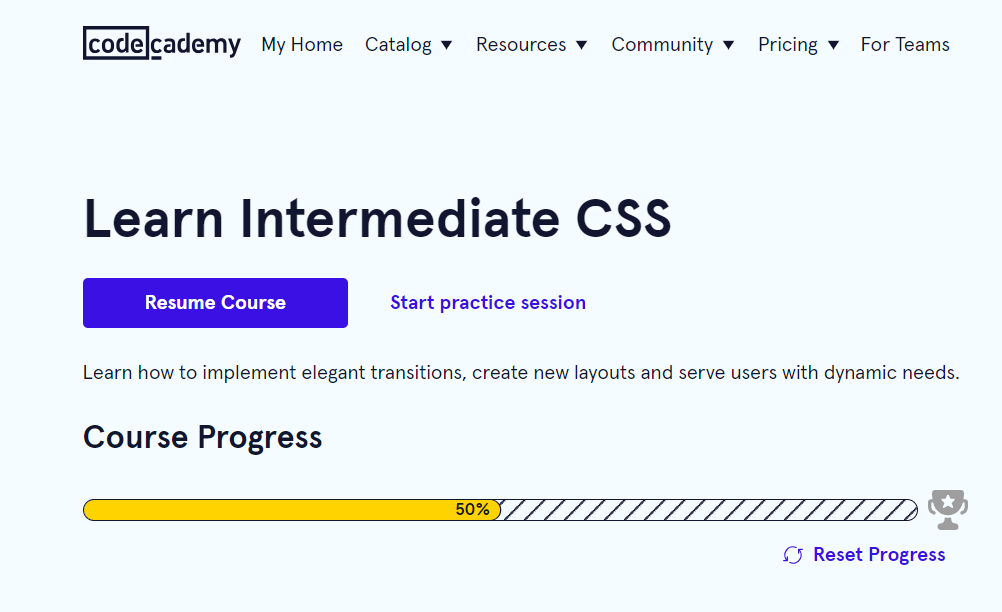 codecademy My Home Catalog Resources Community Pricing For Teams
Learn Intermediate CSS
Resume Course Start practice session
Learn how to implement elegant transitions, create new layouts and serve users with dynamic needs.
Course Progress
50%
Reset Progress